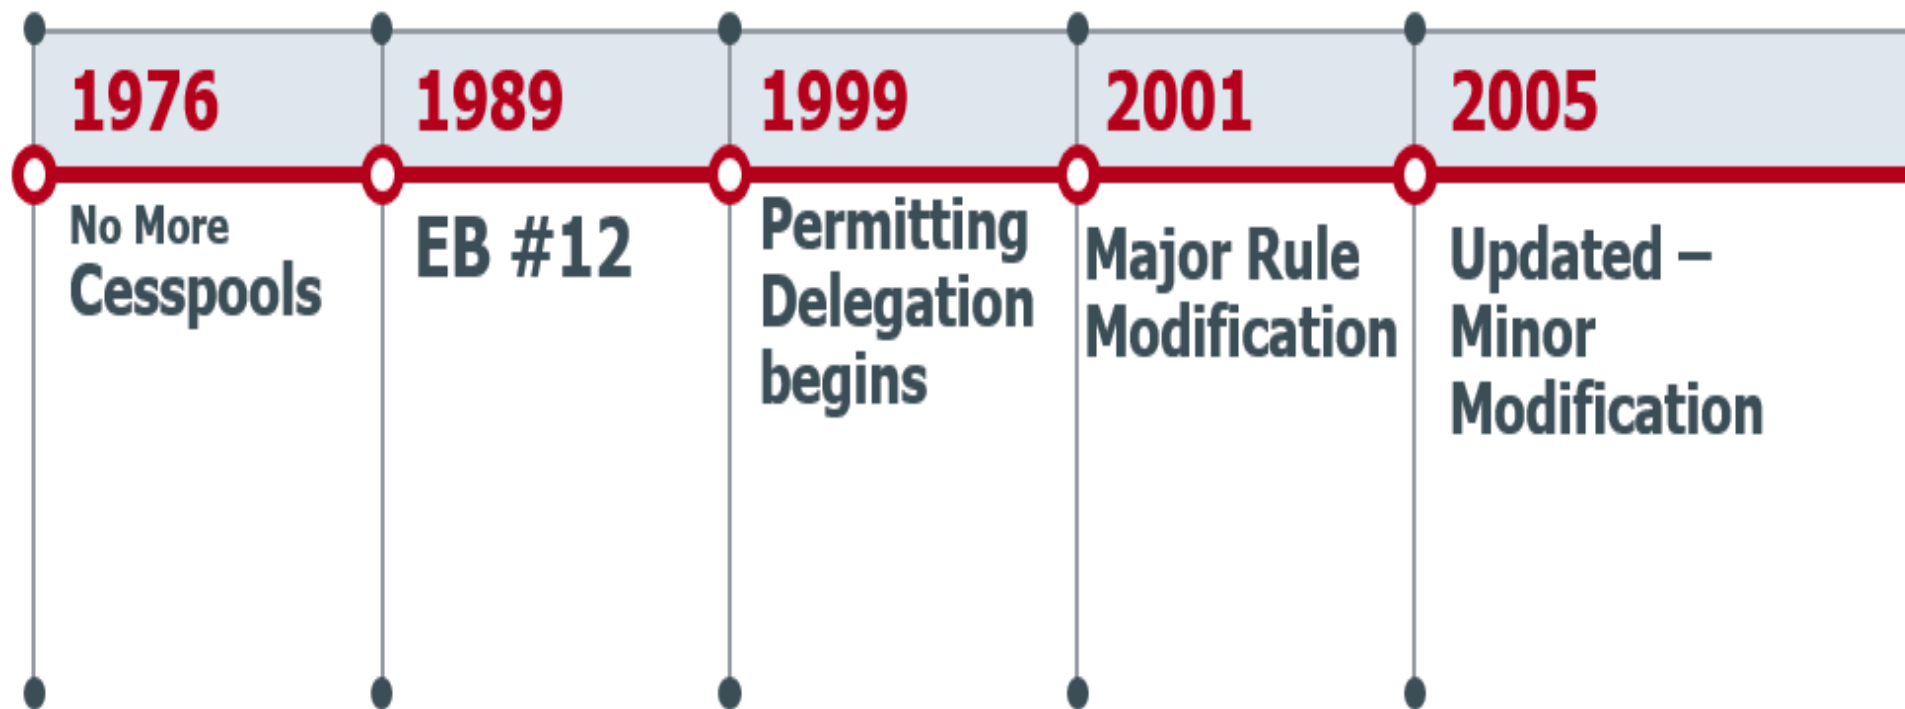 1976
No More
Cesspools
1989
EB #12
1999
Permitting
Delegation
begins
2001
Major Rule
Modification
2005
Updated –
Minor
Modification